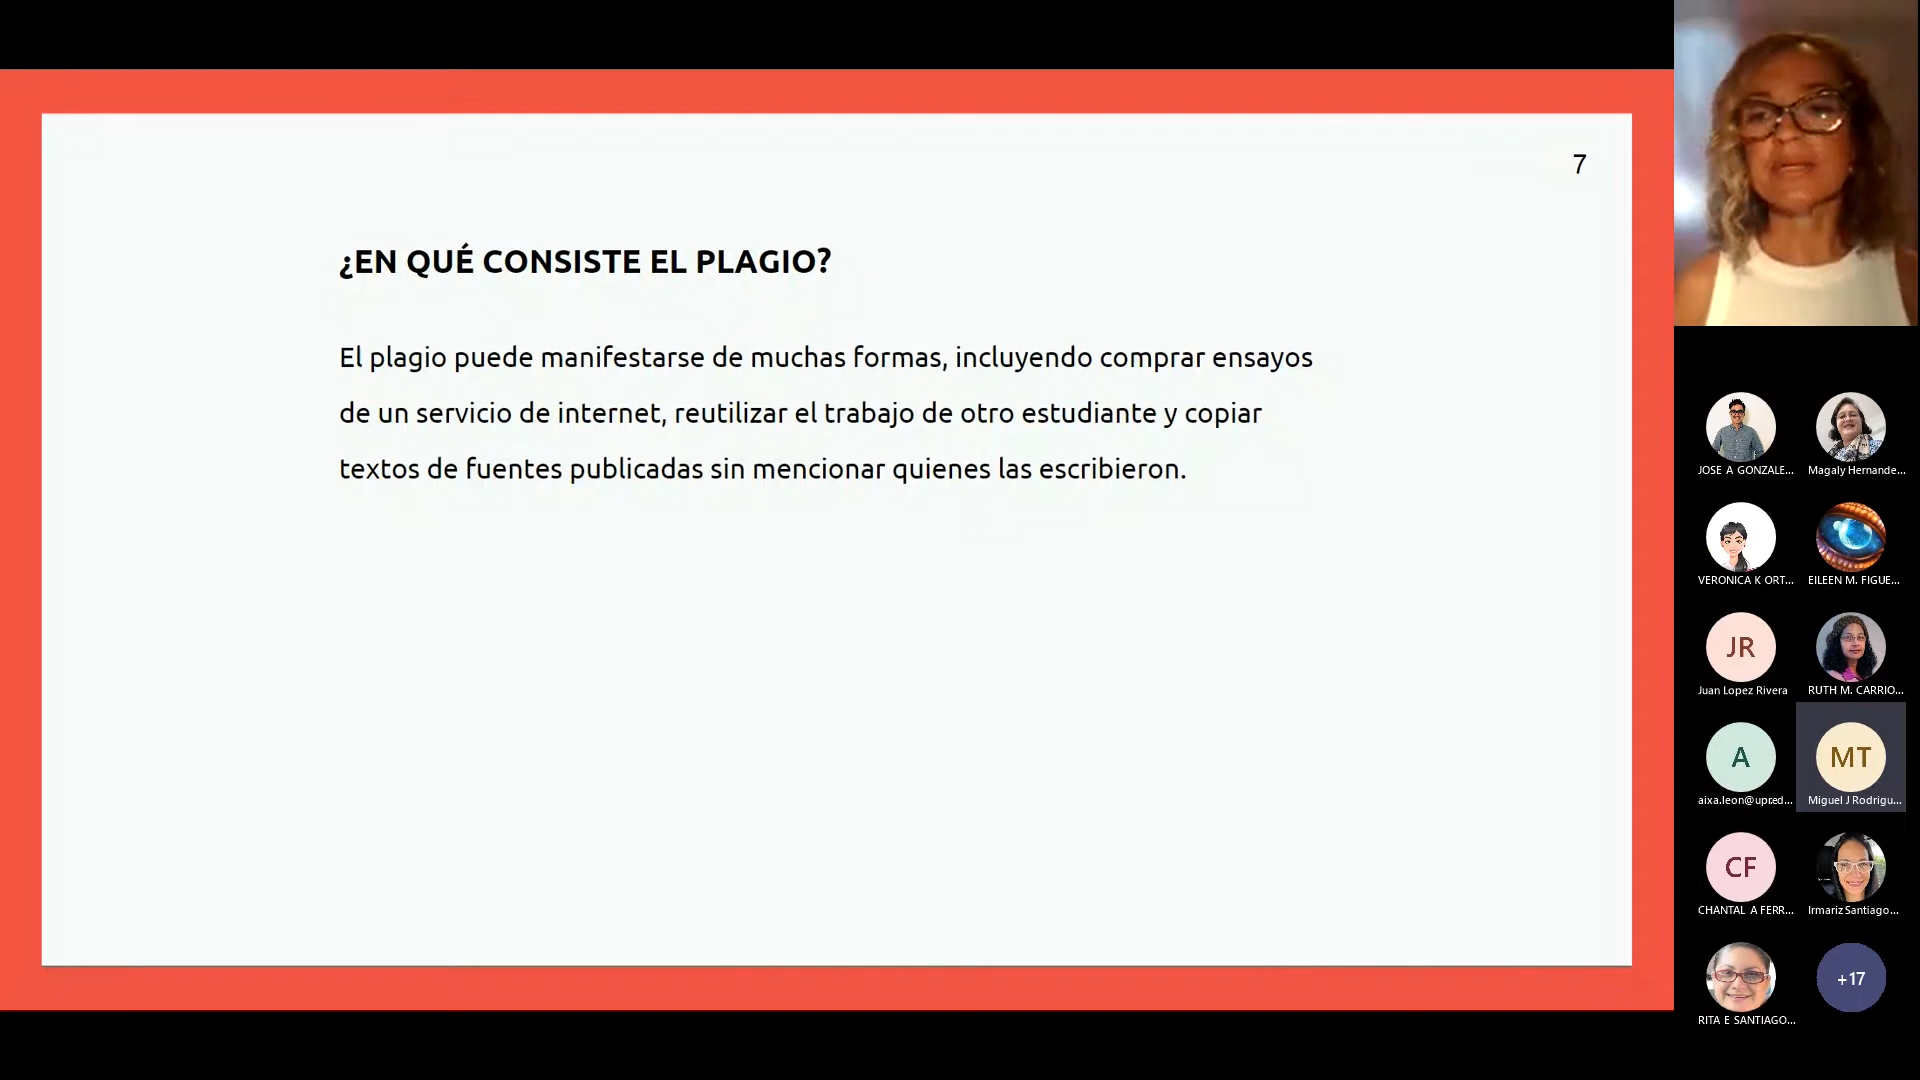 7
¿EN QUÉ CONSISTE EL PLAGIO?
El plagio puede manifestarse de muchas formas, incluyendo comprar ensayos
de un servicio de internet, reutilizar el trabajo de otro estudiante y copiar
textos de fuentes publicadas sin mencionar quienes las escribieron.
JOSE A GONZALE...
Magaly Hernande...
VERONICA K ORT...
EILEEN M. FIGUE...
JR
Juan Lopez Rivera
RUTH M. CARRIO...
A
aixa.leon@upr.ed...
MT
Miguel J Rodrigu...
CF
CHANTAL A FERR...
Irmariz Santiago...
RITA E SANTIAGO...
+17